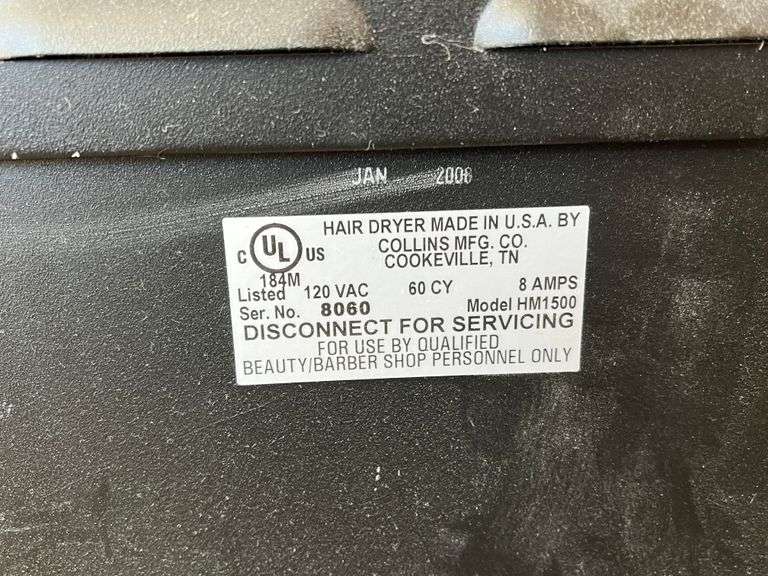 JAN 2008
HAIR DRYER MADE IN U.S.A. BY
COLLINS MFG. CO.
COOKEVILLE, TN
C UL US
184M
Listed 120 VAC 60 CY 8 AMPS
Ser. No. 8060 Model HM1500
DISCONNECT FOR SERVICING
FOR USE BY QUALIFIED
BEAUTY/BARBER SHOP PERSONNEL ONLY